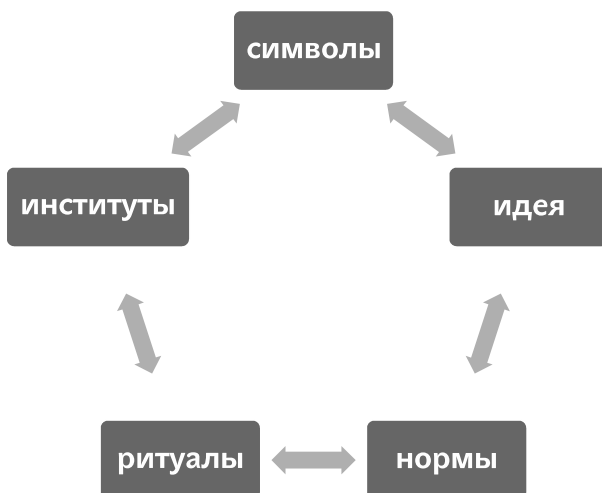 символы
институты
идея
ритуалы
нормы